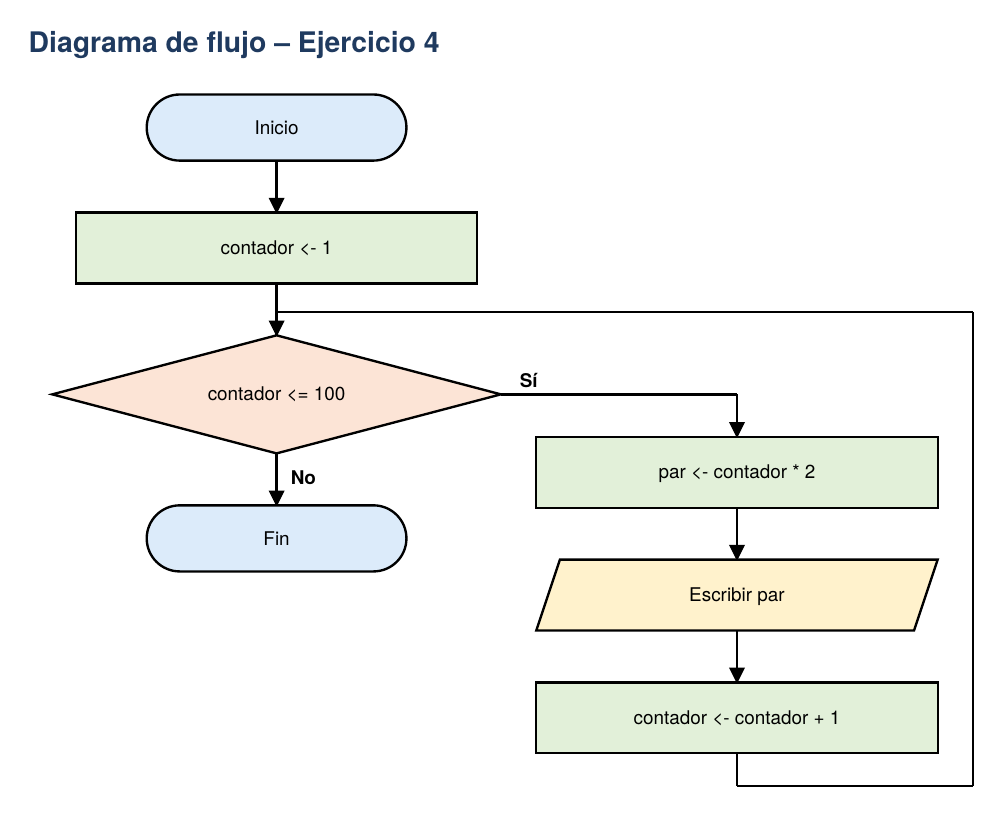 Diagrama de flujo – Ejercicio 4
Inicio
contador <- 1
contador <= 100
Sí
No
Fin
par <- contador * 2
Escribir par
contador <- contador + 1